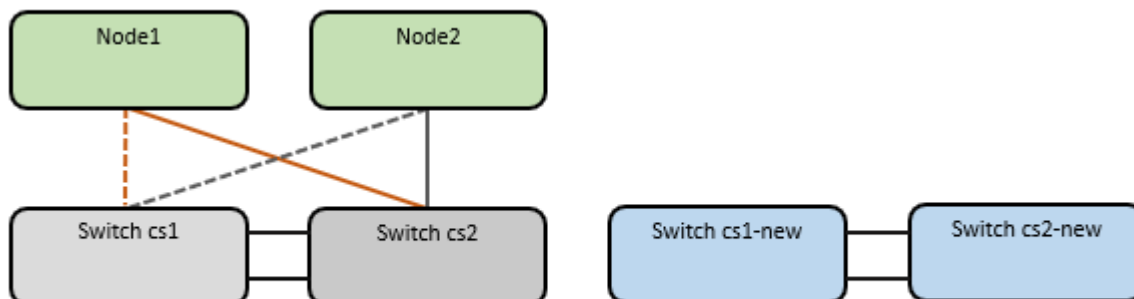 Node1
Node2
Switch cs1
Switch cs2
Switch cs1-new
Switch cs2-new